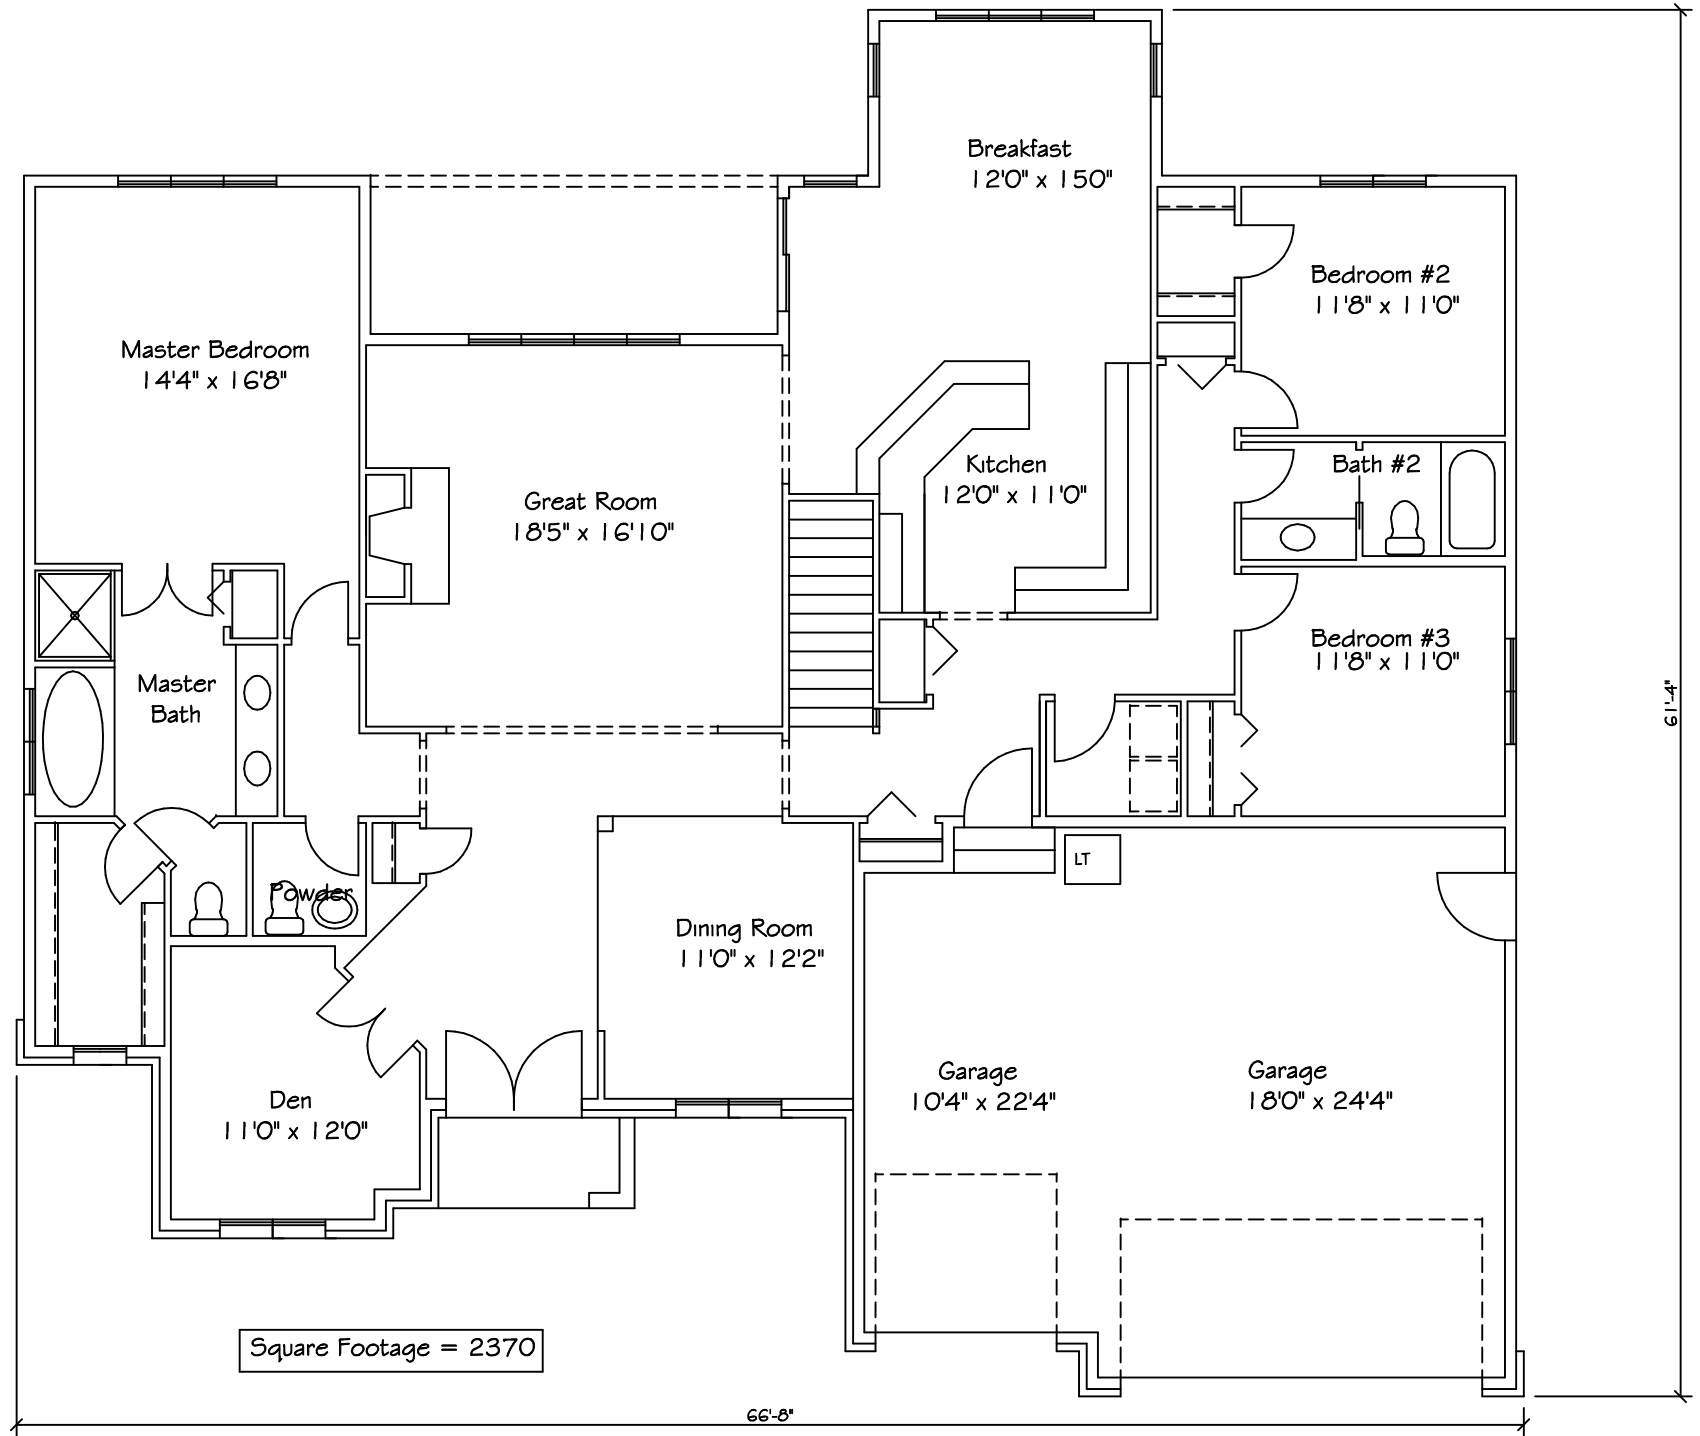 Breakfast
12'0" x 150"
Bedroom #2
11'8" x 11'0"
Master Bedroom
14'4" x 16'8"
Great Room
18'5" x 16'10"
Kitchen
12'0" x 11'0"
Bath #2
Bedroom #3
11'8" x 11'0"
Master
Bath
61'-4"
LT
Powder
Dining Room
11'0" x 12'2"
Den
11'0" x 12'0"
Garage
10'4" x 22'4"
Garage
18'0" x 24'4"
Square Footage = 2370
66'-8"